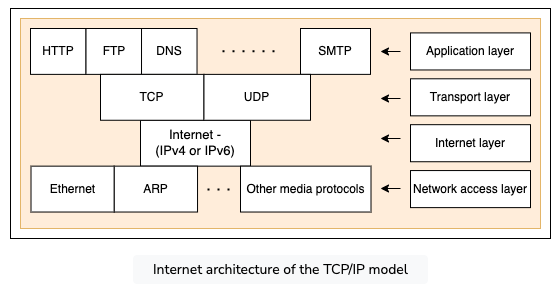 HTTP FTP DNS . . . . . . SMTP Application layer
TCP UDP Transport layer
Internet -
(IPv4 or IPv6)
Internet layer
Ethernet ARP . . . Other media protocols Network access layer
Internet architecture of the TCP/IP model